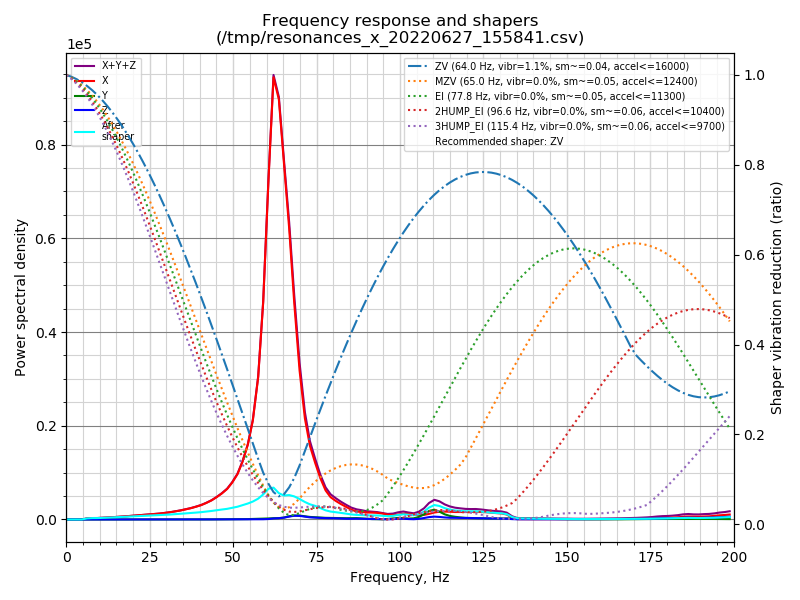 Frequency response and shapers
(/tmp/resonances_x_20220627_155841.csv)
1e5
X+Y+Z
X
Y
Z
After
shaper
ZV (64.0 Hz, vibr=1.1%, sm~=0.04, accel<=16000)
MZV (65.0 Hz, vibr=0.0%, sm~=0.05, accel<=12400)
EI (77.8 Hz, vibr=0.0%, sm~=0.05, accel<=11300)
2HUMP_EI (96.6 Hz, vibr=0.0%, sm~=0.06, accel<=10400)
3HUMP_EI (115.4 Hz, vibr=0.0%, sm~=0.06, accel<=9700)
Recommended shaper: ZV
Power spectral density
0.8
0.6
0.4
0.2
0.0
1.0
0.8
0.6
0.4
0.2
0.0
Shaper vibration reduction (ratio)
0 25 50 75 100 125 150 175 200
Frequency, Hz